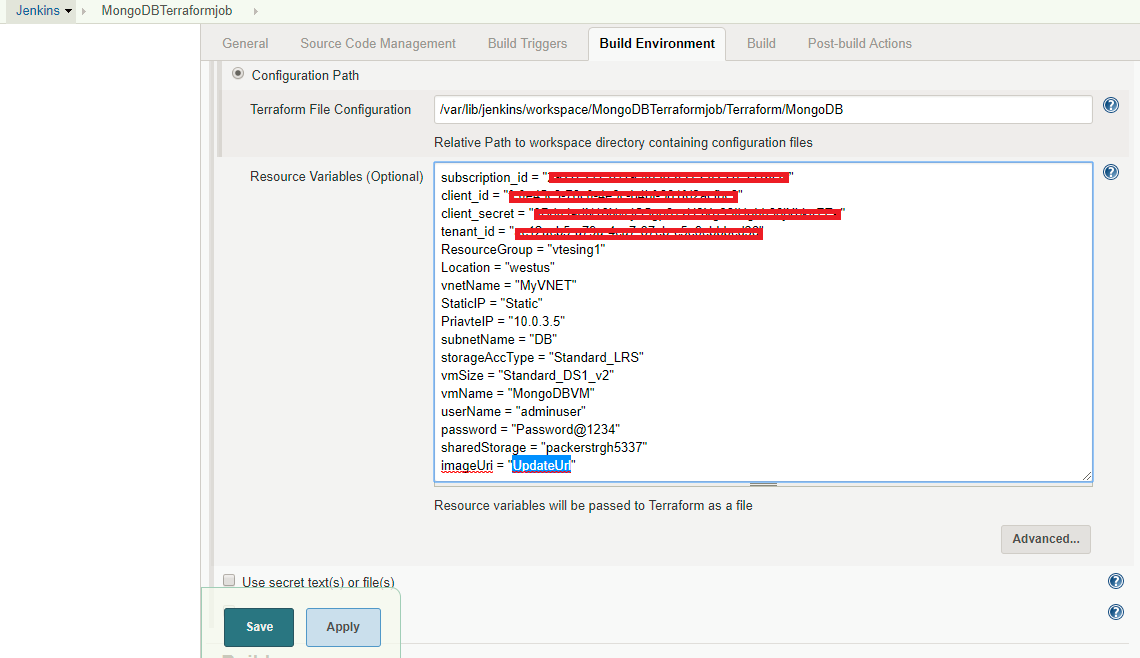 Jenkins MongoDBTerraformjob
General Source Code Management Build Triggers Build Environment Build Post-build Actions
Configuration Path
Terraform File Configuration /var/lib/jenkins/workspace/MongoDBTerraformjob/Terraform/MongoDB
Relative Path to workspace directory containing configuration files
Resource Variables (Optional)
subscription_id = " "
client_id = " "
client_secret = " "
tenant_id = " "
ResourceGroup = "vtesing1"
Location = "westus"
vnetName = "MyVNET"
StaticIP = "Static"
PriavteIP = "10.0.3.5"
subnetName = "DB"
storageAccType = "Standard_LRS"
vmSize = "Standard_DS1_v2"
vmName = "MongoDBVM"
userName = "adminuser"
password = "Password@1234"
sharedStorage = "packerstrgh5337"
imageUri = "UpdateUrl"
Resource variables will be passed to Terraform as a file
Advanced...
Use secret text(s) or file(s)
Save Apply